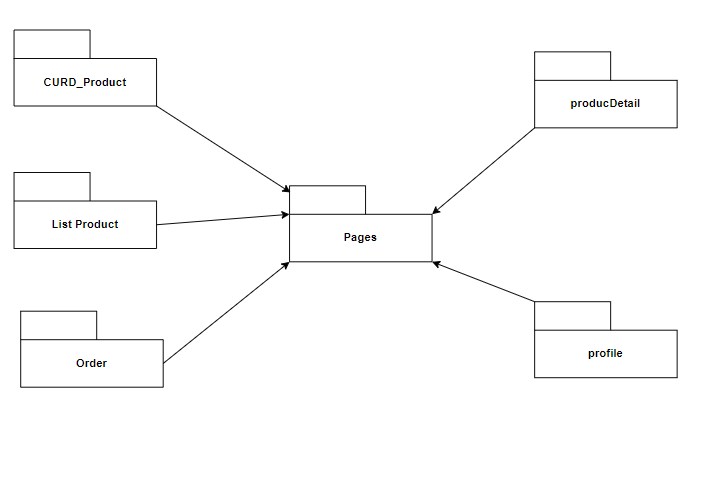 CURD_Product
producDetail
List Product
Pages
Order
profile